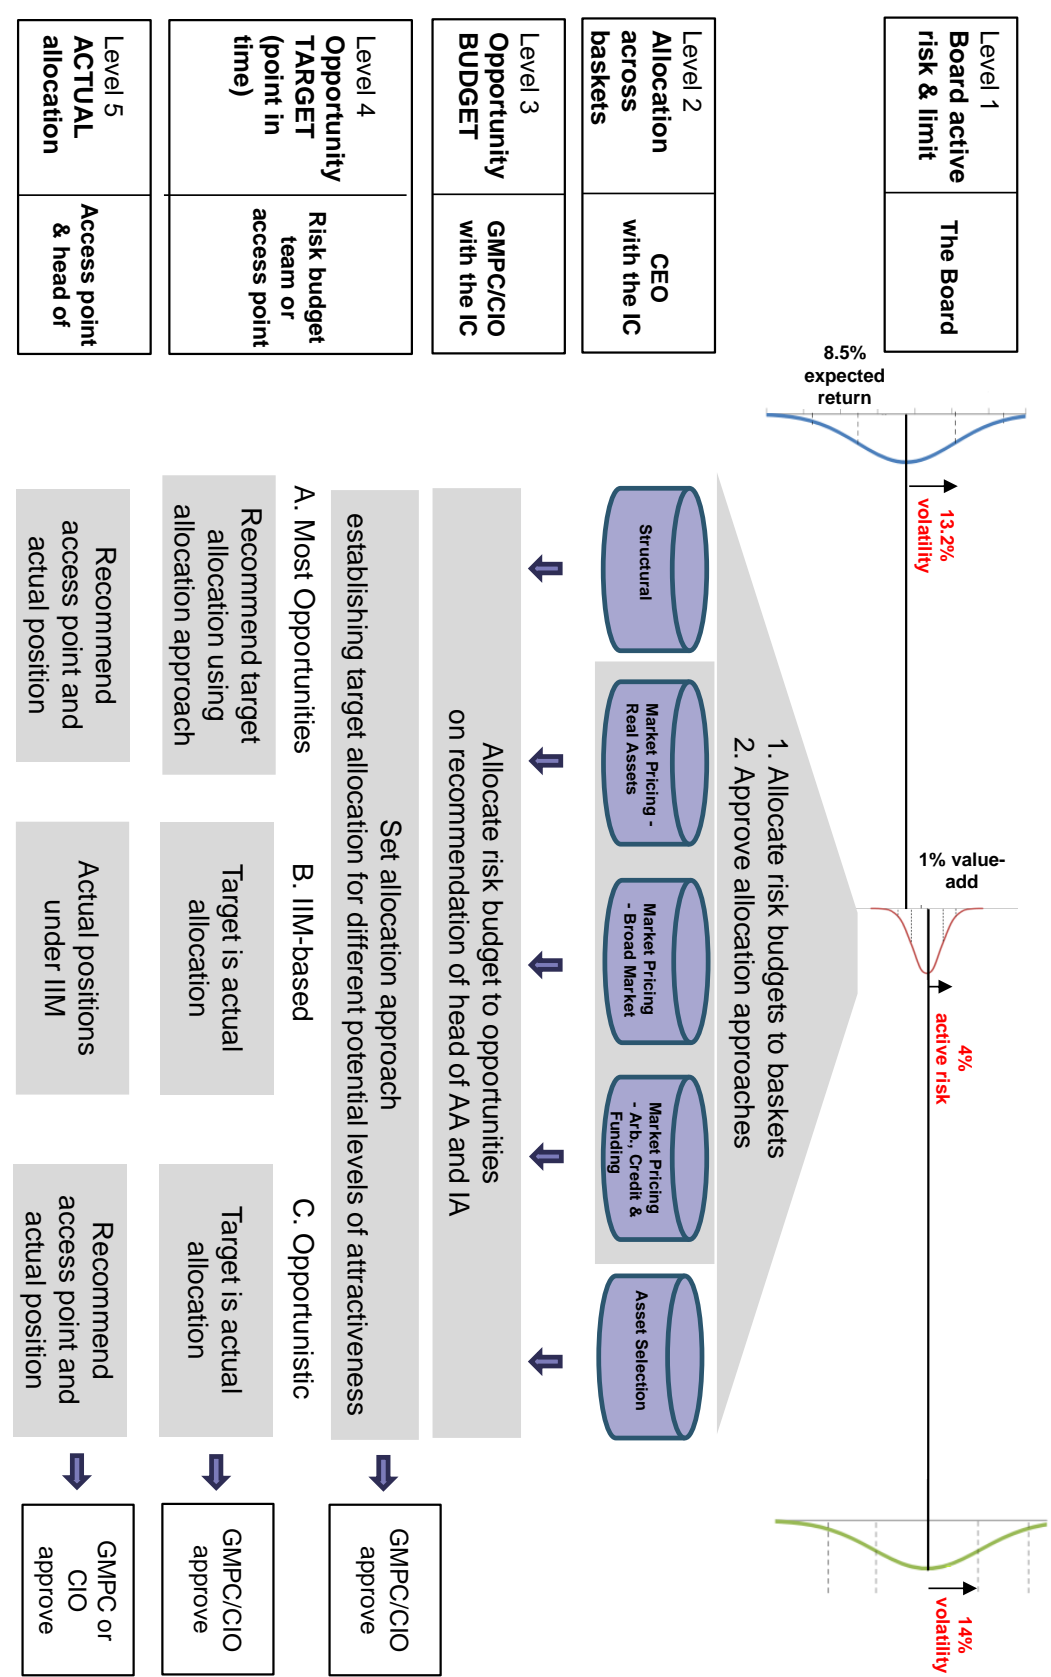 Level 1
Board active
risk & limit
The Board
8.5%
expected
return
13.2%
volatility
1% value-
add
4%
active risk
14%
volatility
Level 2
Allocation
across
baskets
CEO
with the IC
1. Allocate risk budgets to baskets
2. Approve allocation approaches
Structural
Market Pricing -
Real Assets
Market Pricing
- Broad Market
Market Pricing
- Arb., Credit &
Funding
Asset Selection
Level 3
Opportunity
BUDGET
GMPC/CIO
with the IC
Allocate risk budget to opportunities
on recommendation of head of AA and IA
Set allocation approach
establishing target allocation for different potential levels of attractiveness
GMPC/CIO
approve
Level 4
Opportunity
TARGET
(point in
time)
Risk budget
team or
access point
A. Most Opportunities
Recommend target
allocation using
allocation approach
B. IIM-based
Target is actual
allocation
C. Opportunistic
Target is actual
allocation
GMPC/CIO
approve
Level 5
ACTUAL
allocation
Access point
& head of
Recommend
access point and
actual position
Actual positions
under IIM
Recommend
access point and
actual position
GMPC or
CIO
approve